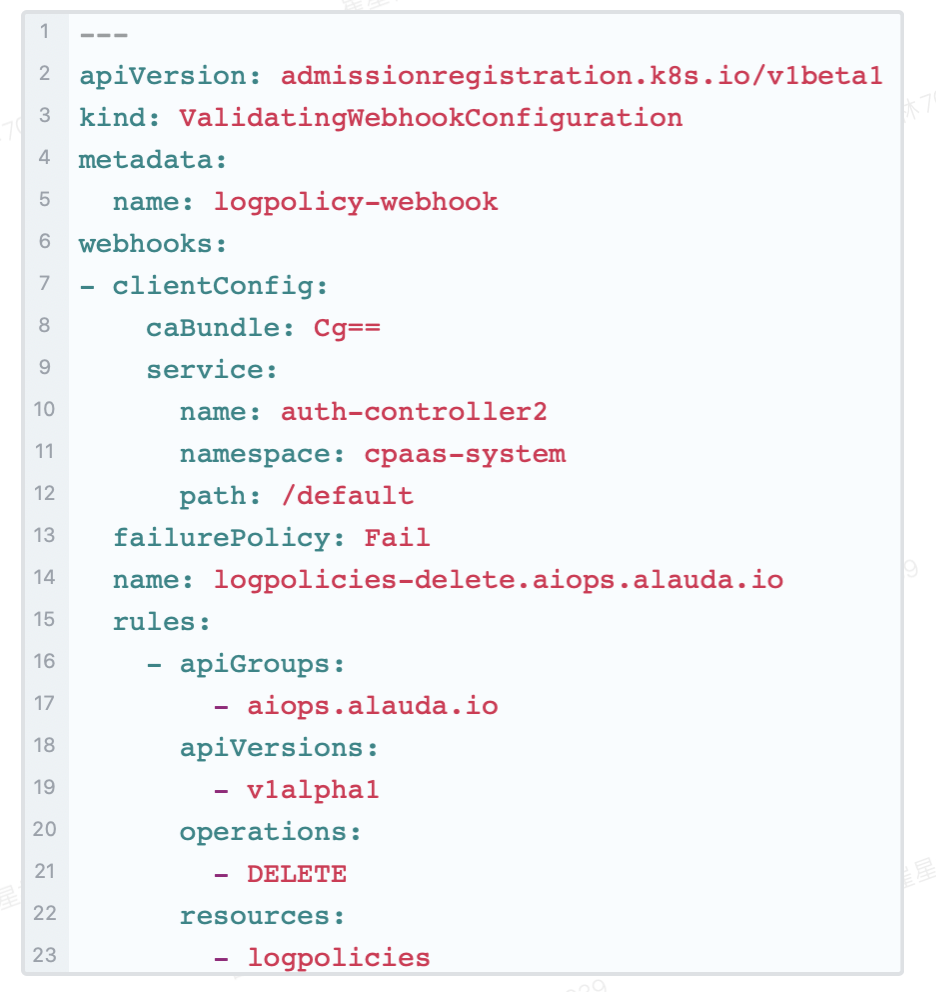 1 ---
2 apiVersion: admissionregistration.k8s.io/v1beta1
3 kind: ValidatingWebhookConfiguration
4 metadata:
5   name: logpolicy-webhook
6 webhooks:
7 - clientConfig:
8     caBundle: Cg==
9     service:
10       name: auth-controller2
11       namespace: cpaas-system
12       path: /default
13   failurePolicy: Fail
14   name: logpolicies-delete.aiops.alauda.io
15   rules:
16     - apiGroups:
17         - aiops.alauda.io
18       apiVersions:
19         - v1alpha1
20       operations:
21         - DELETE
22       resources:
23         - logpolicies